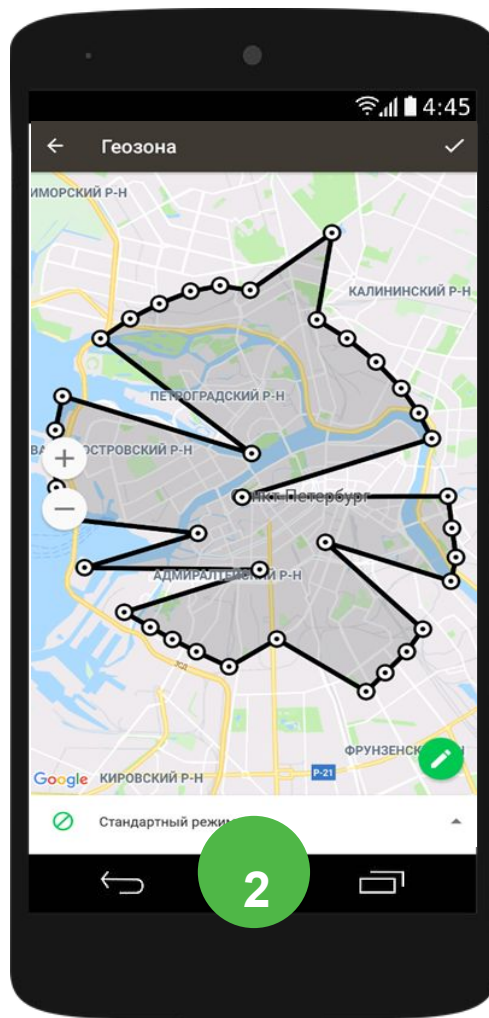 4:45
Геозона
ИМОРСКИЙ Р-Н
КАЛИНИНСКИЙ Р-Н
ПЕТРОГРАДСКИЙ Р-Н
ОСТРОВСКИЙ Р-Н
Санкт-Петербург
АДМИРАЛТЕЙСКИЙ Р-Н
ЗСД
ФРУНЗЕНСК
Google
КИРОВСКИЙ Р-Н
Р-21
Стандартный режим
2